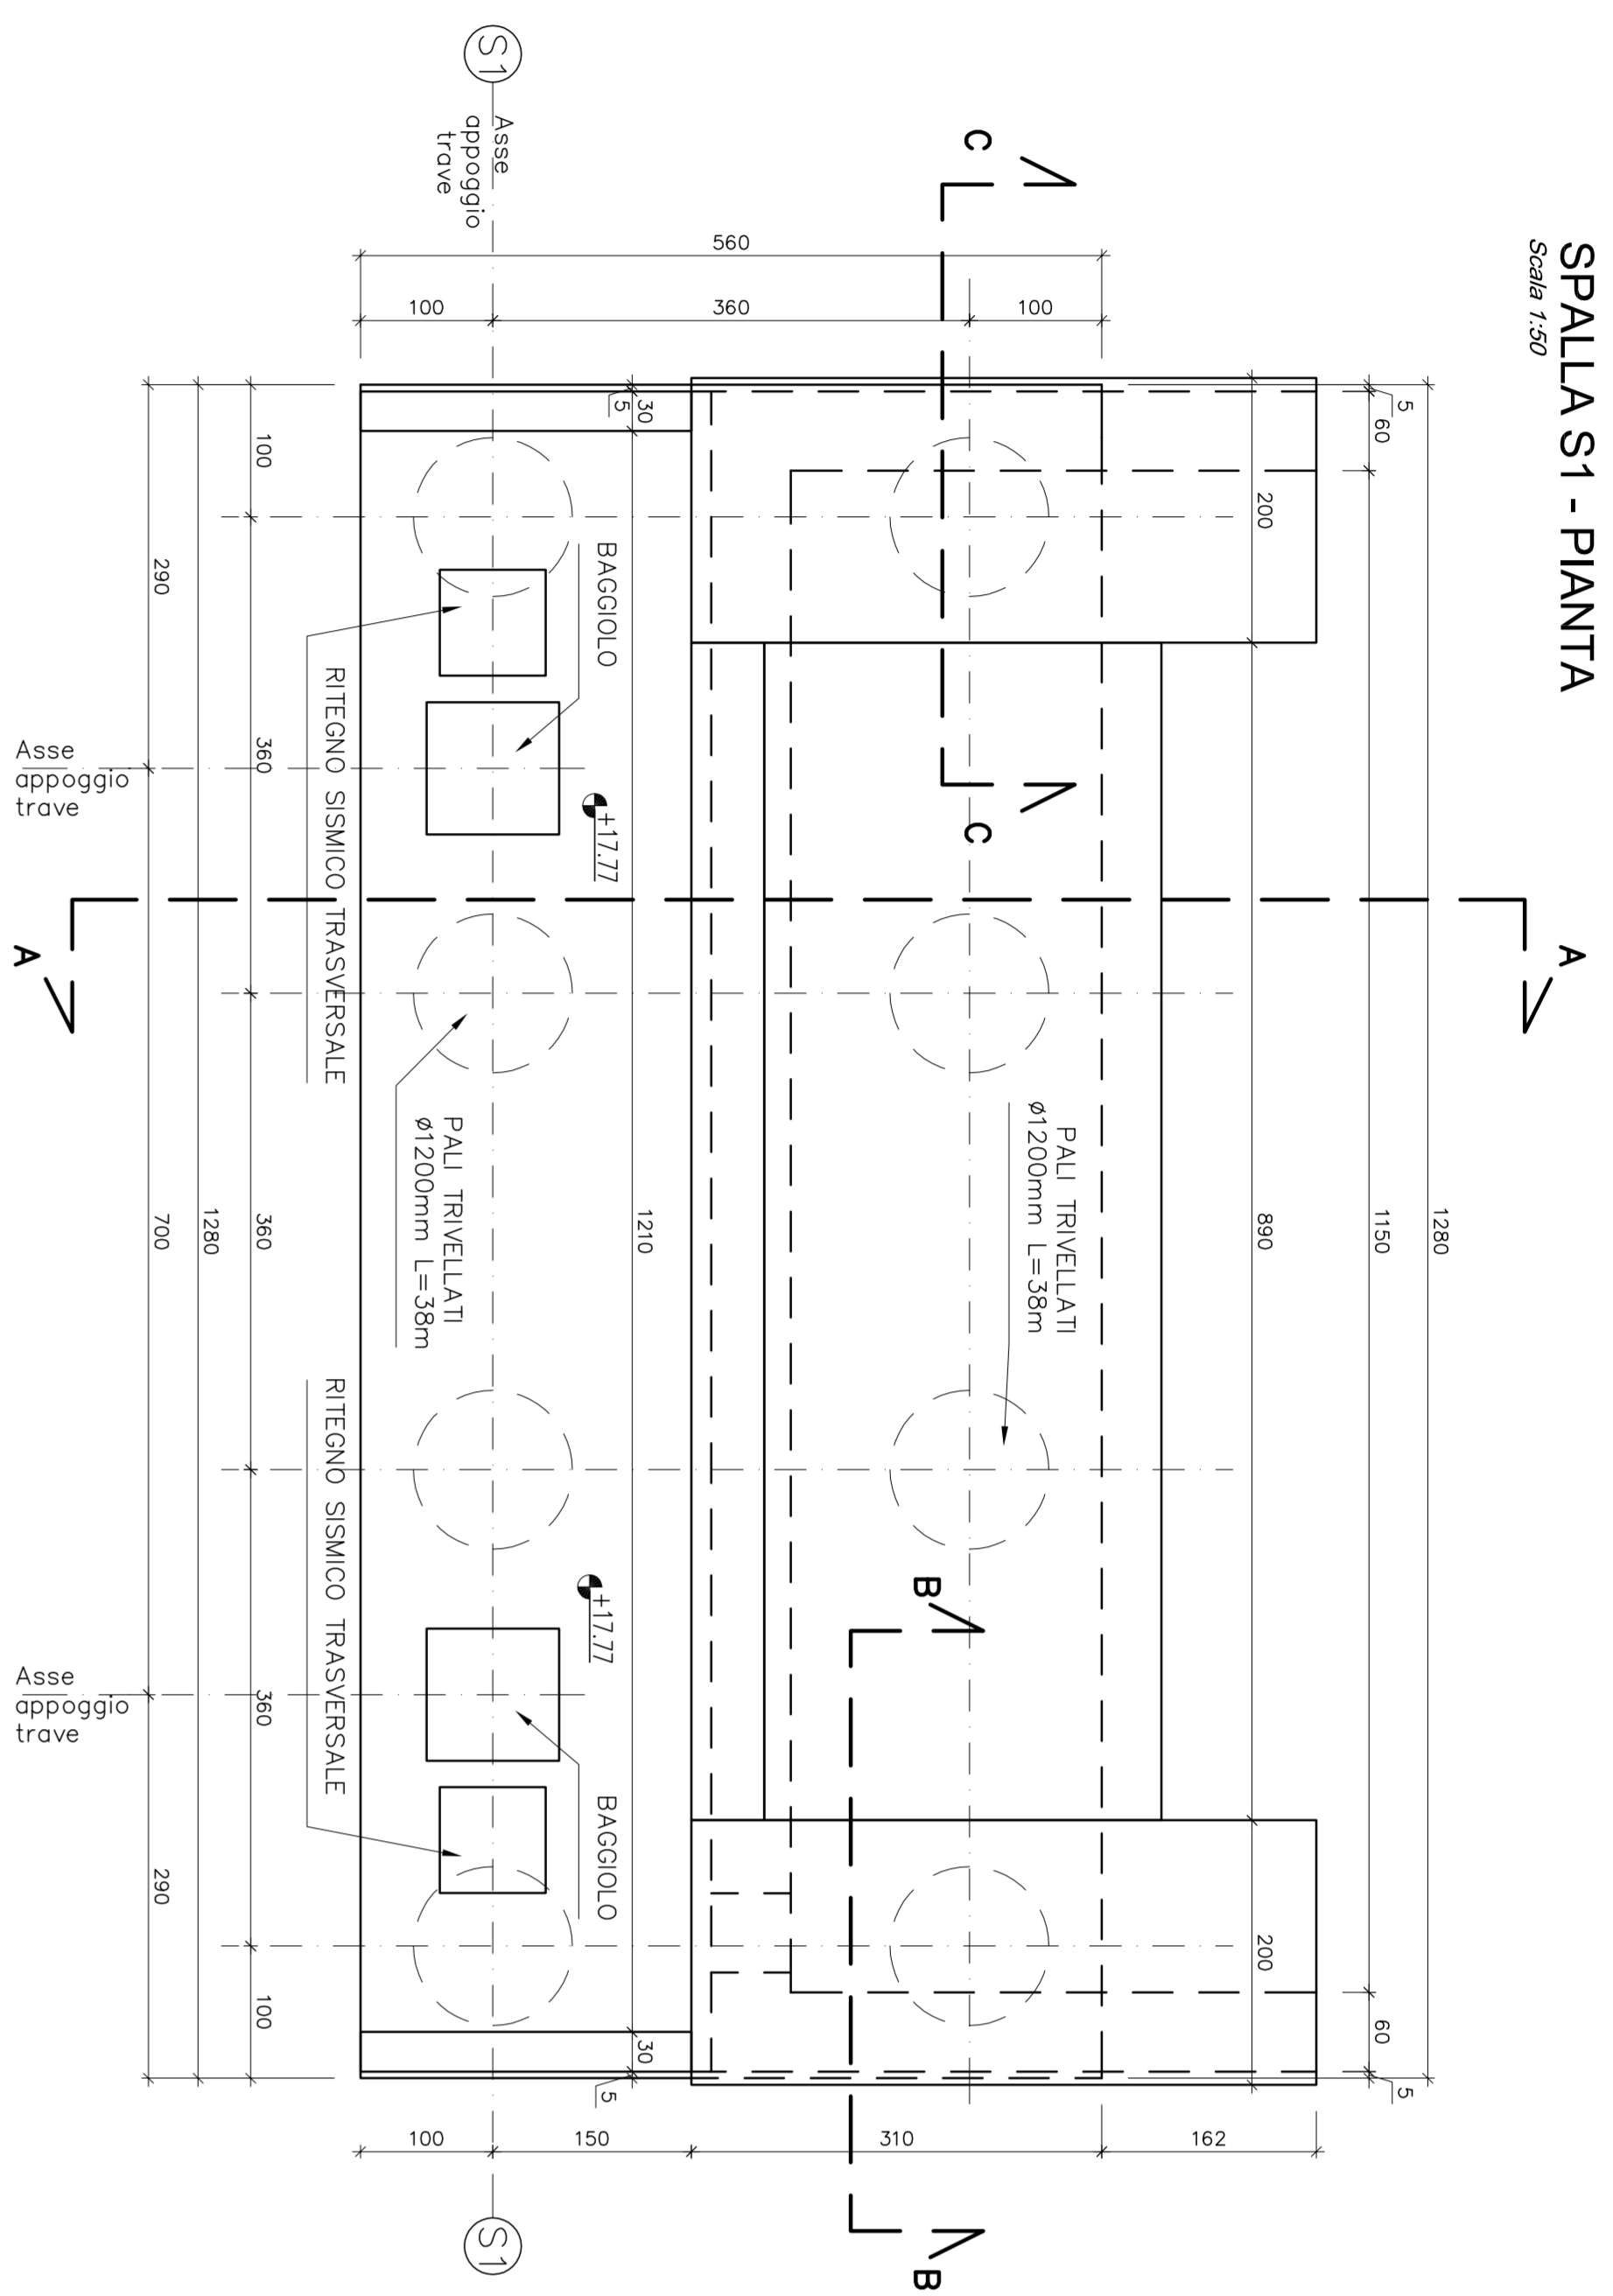 SPALLA S1 - PIANTA
Scala 1:50
1280
5
60
1150
60
5
200
890
200
A
A
C
C
B
B
S1
Asse
appoggio
trave
560
100
360
100
PALI TRIVELLATI
ø1200mm L=38m
30
5
1210
30
5
BAGGIOLO
+17.77
+17.77
BAGGIOLO
PALI TRIVELLATI
ø1200mm L=38m
RITEGNO SISMICO TRASVERSALE
RITEGNO SISMICO TRASVERSALE
100
360
360
360
100
1280
290
700
290
Asse
appoggio
trave
Asse
appoggio
trave
100
150
310
162
S1